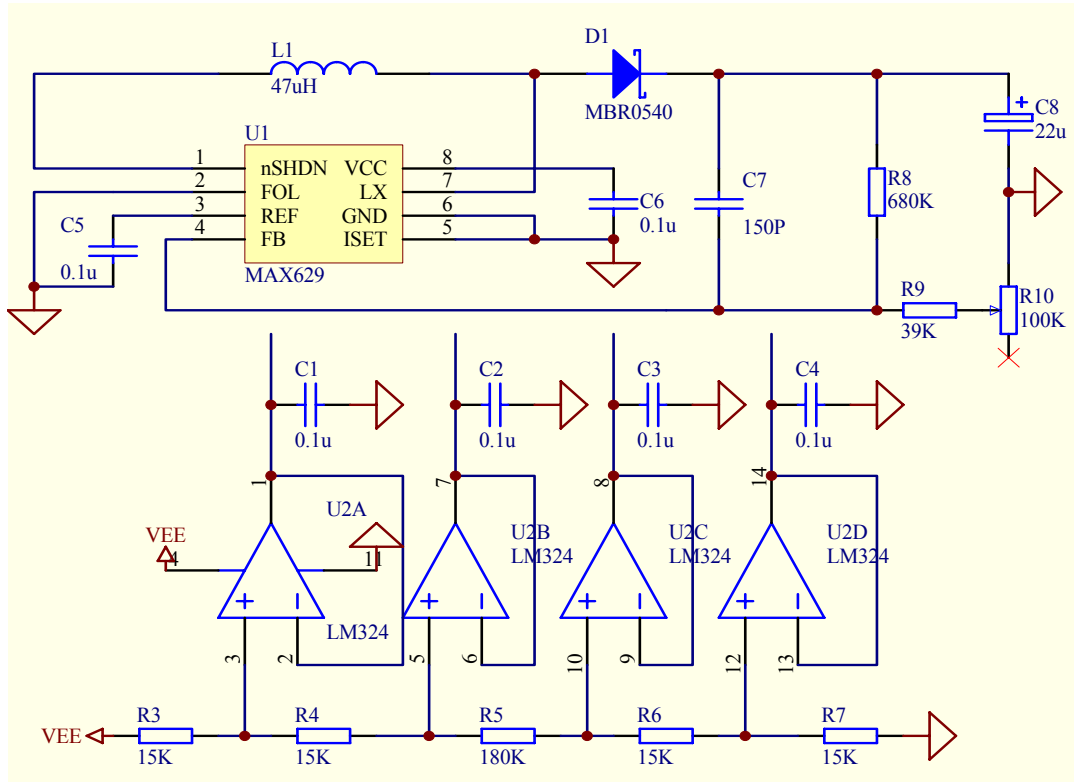 L1
47uH
D1
MBR0540
C8
22u
U1
1 nSHDN VCC 8
2 FOL LX 7
3 REF GND 6
4 FB ISET 5
MAX629
C5
0.1u
C6
0.1u
C7
150P
R8
680K
R9
39K
R10
100K
C1
0.1u
C2
0.1u
C3
0.1u
C4
0.1u
1
7
8
14
VEE
4
11
U2A
LM324
U2B
LM324
U2C
LM324
U2D
LM324
3
2
5
6
10
9
12
13
VEE
R3
15K
R4
15K
R5
180K
R6
15K
R7
15K